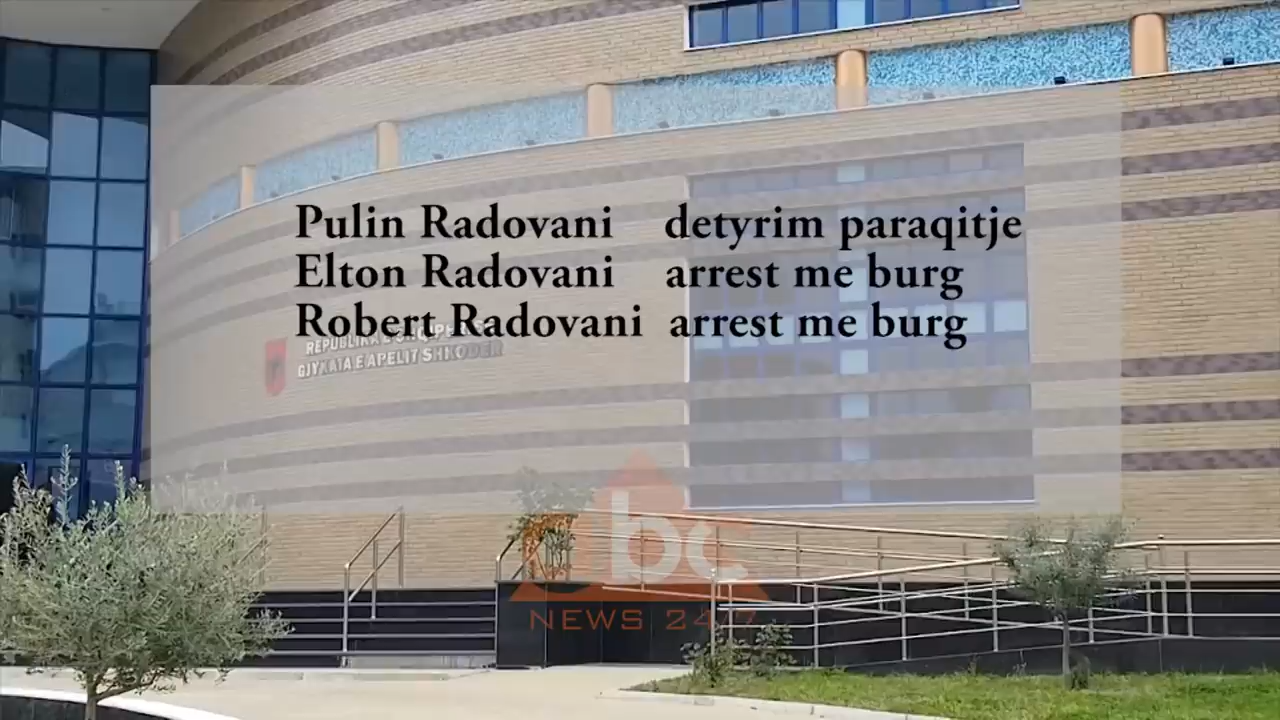 Pulin Radovani detyrim paraqitje
Elton Radovani arrest me burg
Robert Radovani arrest me burg
REPUBLIKA E SHQIPËRISË
GJYKATA E APELIT SHKODËR
abc
NEWS 24/7